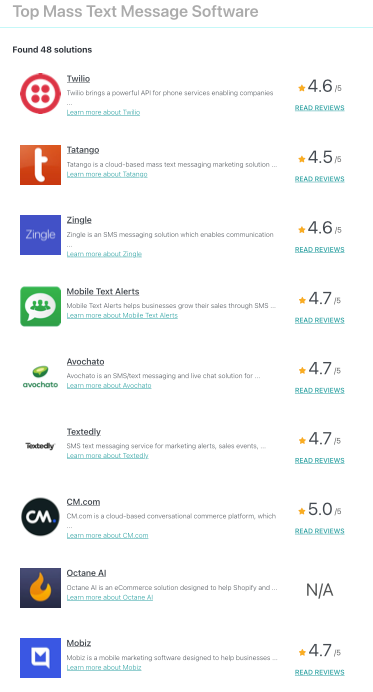 Top Mass Text Message Software
Found 48 solutions
Twilio
Twilio brings a powerful API for phone services enabling companies
...
Learn more about Twilio
4.6 /5
READ REVIEWS
Tatango
Tatango is a cloud-based mass text messaging marketing solution ...
Learn more about Tatango
4.5 /5
READ REVIEWS
Zingle
Zingle
Zingle is an SMS messaging solution which enables communication
...
Learn more about Zingle
4.6 /5
READ REVIEWS
Mobile Text Alerts
Mobile Text Alerts helps businesses grow their sales through SMS ...
Learn more about Mobile Text Alerts
4.7 /5
READ REVIEWS
avochato
Avochato
Avochato is an SMS/text messaging and live chat solution for ...
Learn more about Avochato
4.7 /5
READ REVIEWS
Textedly
Textedly
SMS text messaging service for marketing alerts, sales events, ...
Learn more about Textedly
4.7 /5
READ REVIEWS
CM.
CM.com
CM.com is a cloud-based conversational commerce platform, which
...
Learn more about CM.com
5.0 /5
READ REVIEWS
Octane AI
Octane AI is an eCommerce solution designed to help Shopify and ...
Learn more about Octane AI
N/A
Mobiz
Mobiz is a mobile marketing software designed to help businesses ...
Learn more about Mobiz
4.7 /5
READ REVIEWS